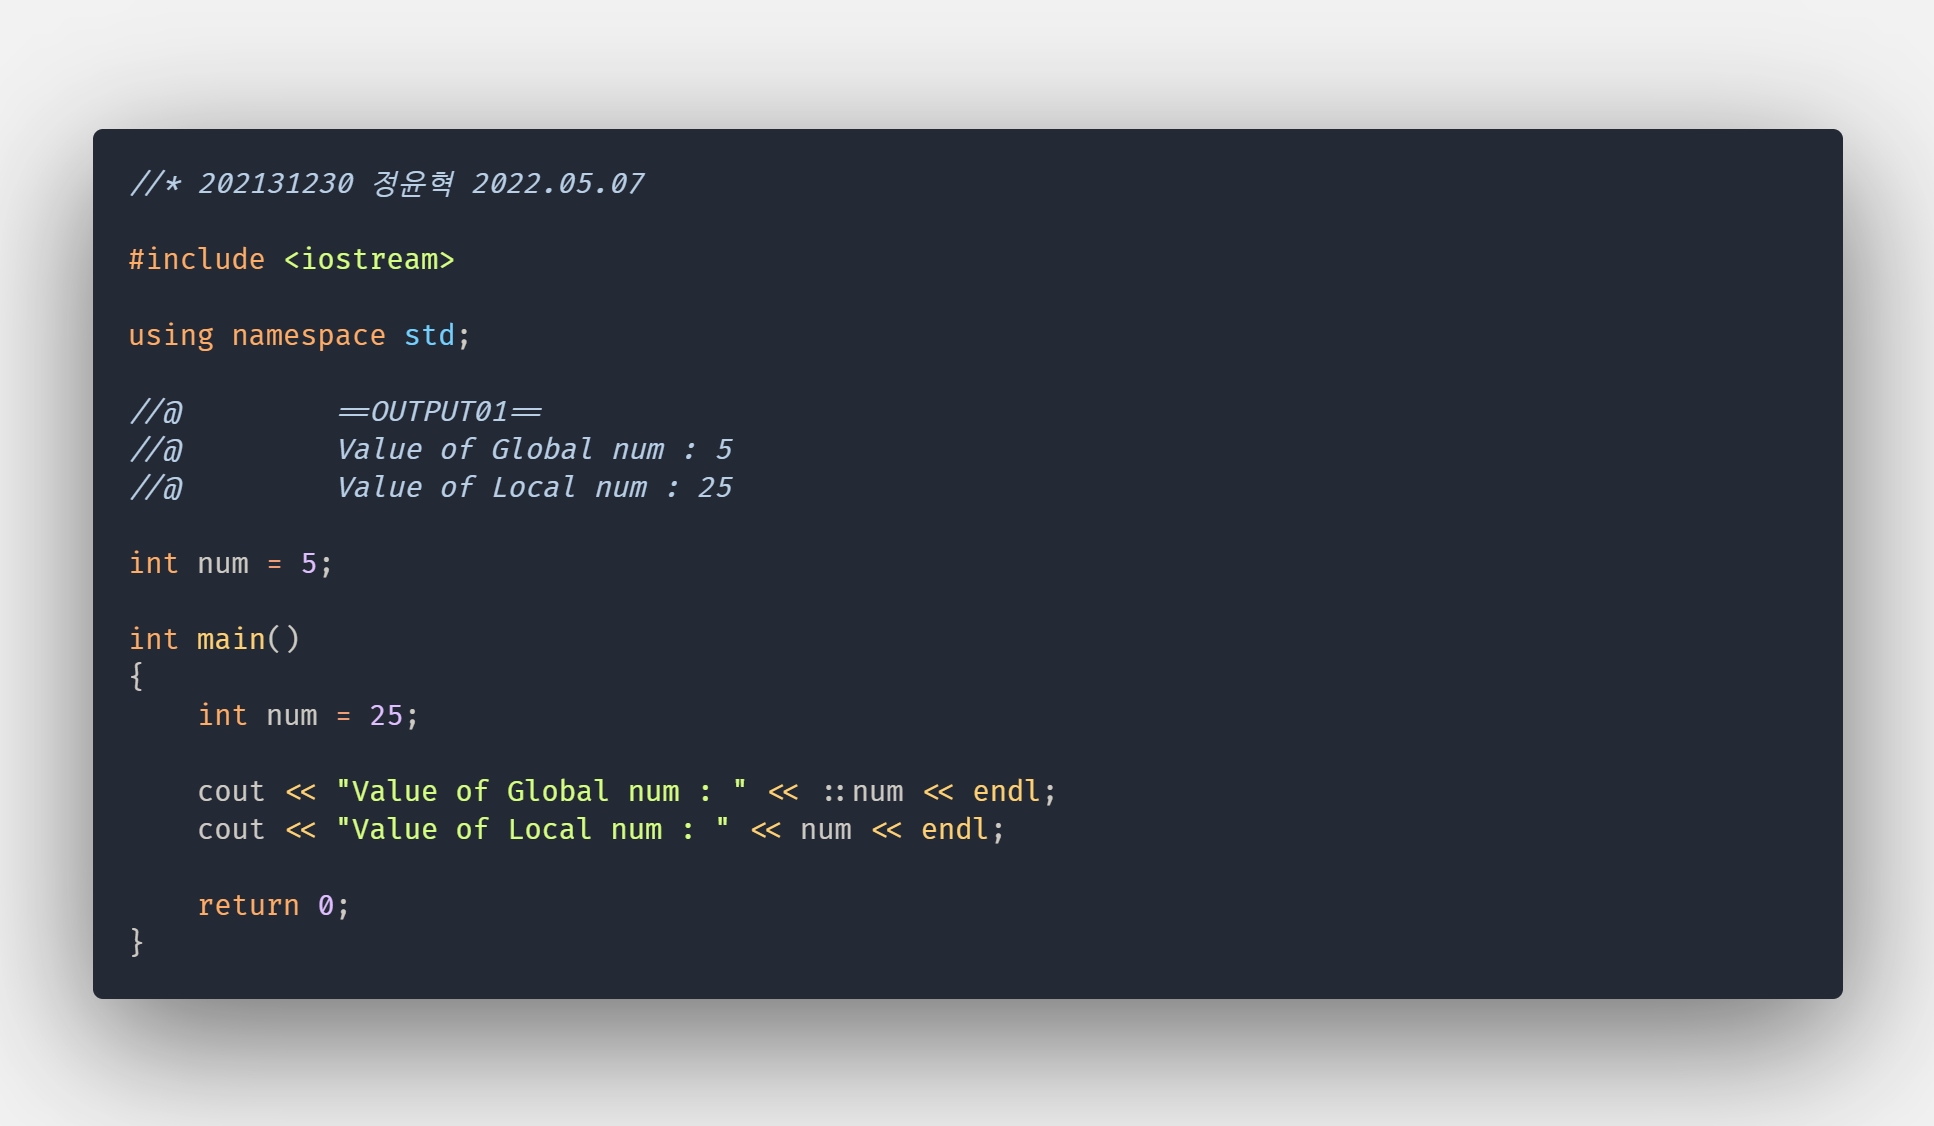 //* 202131230 정윤혁 2022.05.07
#include <iostream>
using namespace std;
//@         ==OUTPUT01==
//@         Value of Global num : 5
//@         Value of Local num : 25
int num = 5;
int main()
{
    int num = 25;
    cout << "Value of Global num : " << ::num << endl;
    cout << "Value of Local num : " << num << endl;
    return 0;
}